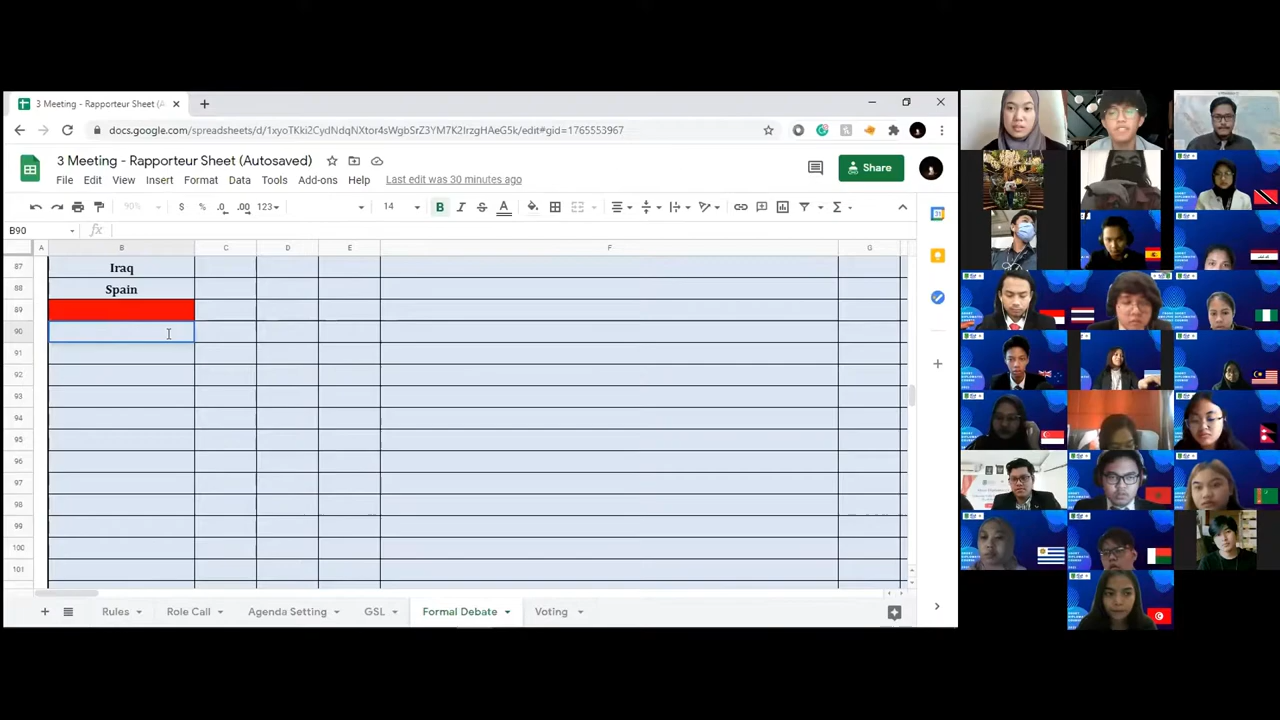 3 Meeting - Rapporteur Sheet (A
docs.google.com/spreadsheets/d/1xyoTKki2CydNdqNXtor4sWgbSrZ3YM7K2IrzgHAeG5k/edit#gid=1765553967
3 Meeting - Rapporteur Sheet (Autosaved)
Share
File Edit View Insert Format Data Tools Add-ons Help Last edit was 30 minutes ago
90% $ % .0 .00 123 14 B I A
B90 fx
A B C D E F G
87 Iraq
88 Spain
89
90
91
92
93
94
95
96
97
98
99
100
101
Rules Role Call Agenda Setting GSL Formal Debate Voting